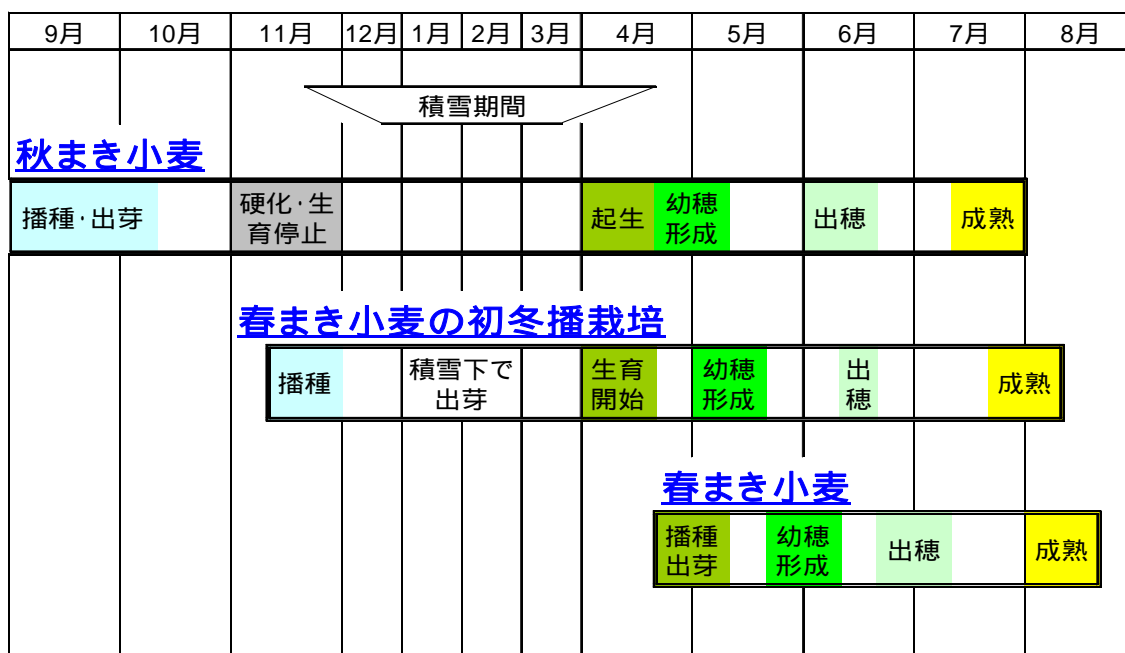 9月 10月 11月 12月 1月 2月 3月 4月 5月 6月 7月 8月
積雪期間
秋まき小麦
播種・出芽
硬化・生
育停止
起生
幼穂
形成
出穂
成熟
春まき小麦の初冬播栽培
播種
積雪下で
出芽
生育
開始
幼穂
形成
出
穂
成熟
春まき小麦
播種
出芽
幼穂
形成
出穂
成熟